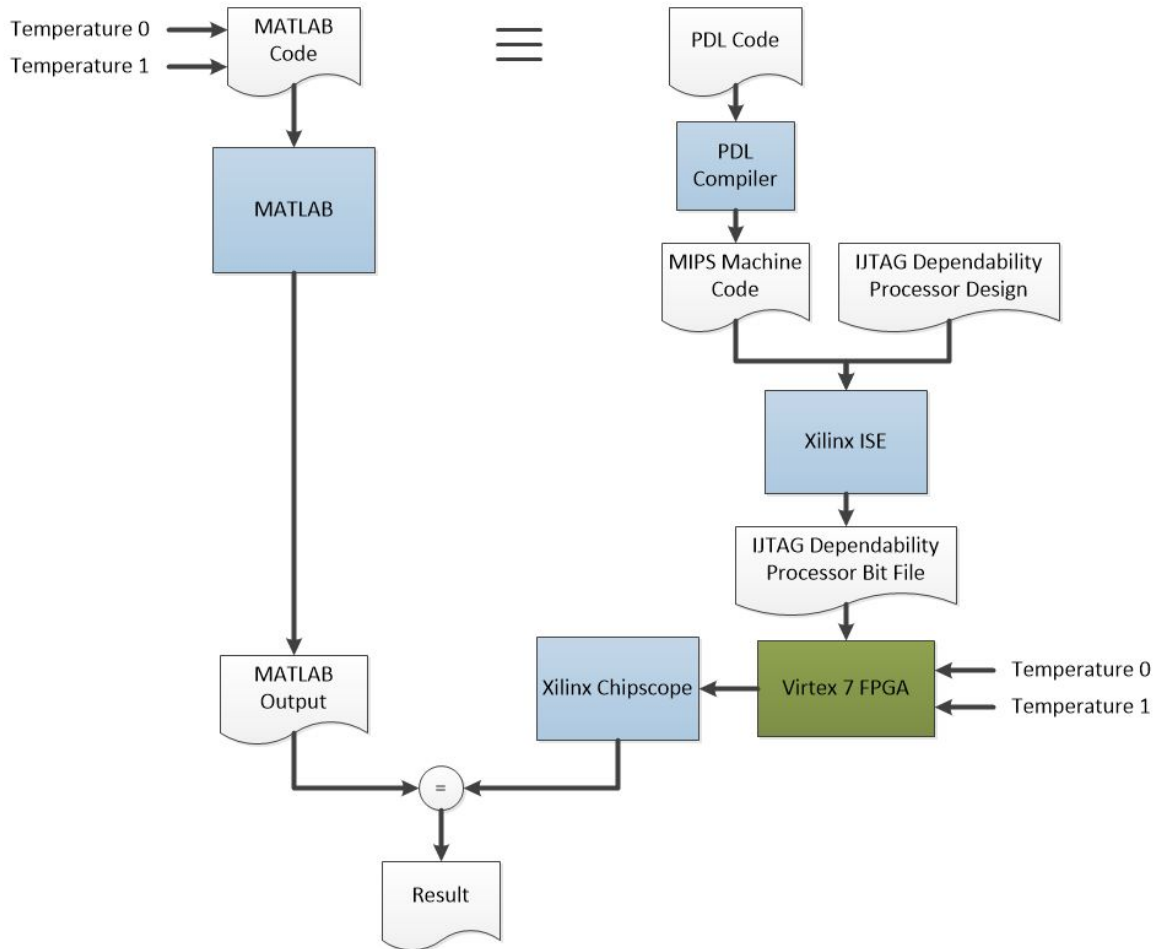 Temperature 0
Temperature 1
MATLAB
Code
≡
PDL Code
PDL
Compiler
MATLAB
MIPS Machine
Code
IJTAG Dependability
Processor Design
Xilinx ISE
IJTAG Dependability
Processor Bit File
MATLAB
Output
Xilinx Chipscope
Virtex 7 FPGA
Temperature 0
Temperature 1
=
Result